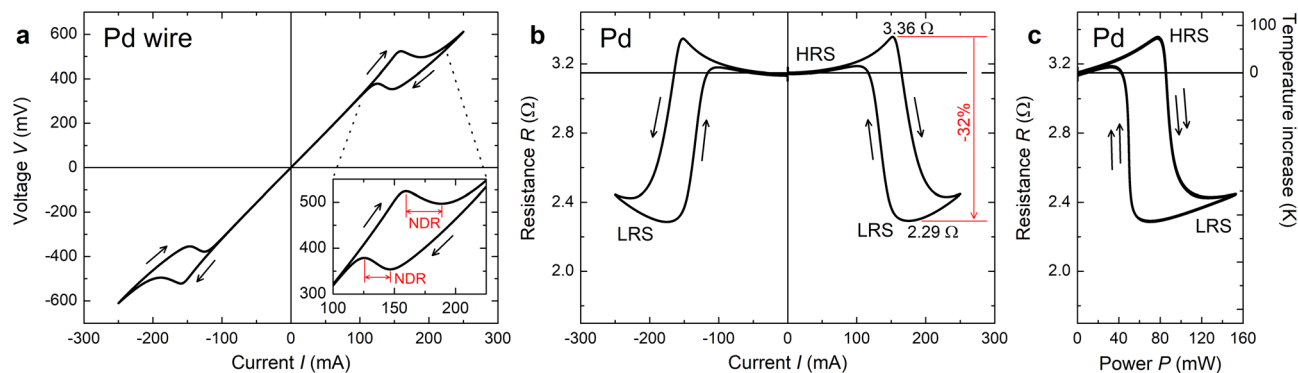 a
Pd wire
Voltage V (mV)
600
400
200
0
-200
-400
-600
-300
-200
-100
0
100
200
300
Current I (mA)
500
400
300
100
150
200
NDR
NDR
b
Pd
Resistance R (Ω)
3.2
2.8
2.4
2.0
-300
-200
-100
0
100
200
300
Current I (mA)
HRS
3.36 Ω
-32%
LRS
LRS
2.29 Ω
c
Pd
Resistance R (Ω)
3.2
2.8
2.4
2.0
0
40
80
120
160
Power P (mW)
HRS
LRS
100
0
Temperature increase (K)